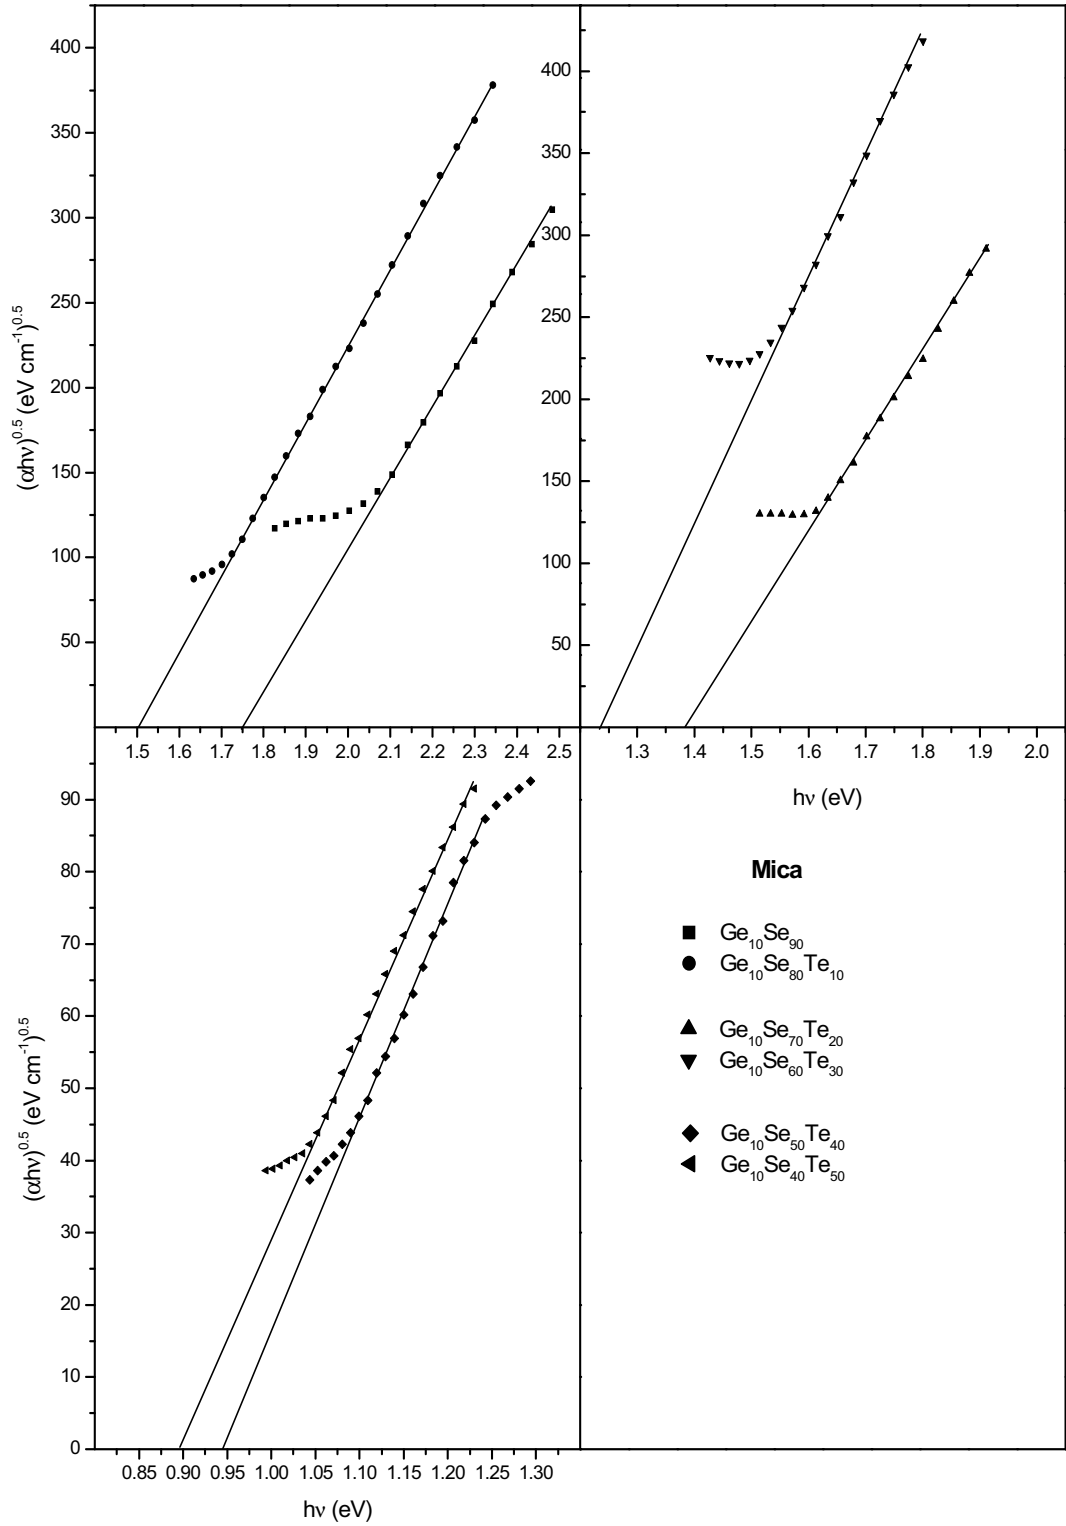 400
350
300
250
200
150
100
50
(αhν)^0.5 (eV cm^-1)^0.5
1.5 1.6 1.7 1.8 1.9 2.0 2.1 2.2 2.3 2.4 2.5
400
350
300
250
200
150
100
50
1.3 1.4 1.5 1.6 1.7 1.8 1.9 2.0
hν (eV)
90
80
70
60
50
40
30
20
10
0
(αhν)^0.5 (eV cm^-1)^0.5
0.85 0.90 0.95 1.00 1.05 1.10 1.15 1.20 1.25 1.30
hν (eV)
Mica
Ge₁₀Se₉₀
Ge₁₀Se₈₀Te₁₀
Ge₁₀Se₇₀Te₂₀
Ge₁₀Se₆₀Te₃₀
Ge₁₀Se₅₀Te₄₀
Ge₁₀Se₄₀Te₅₀